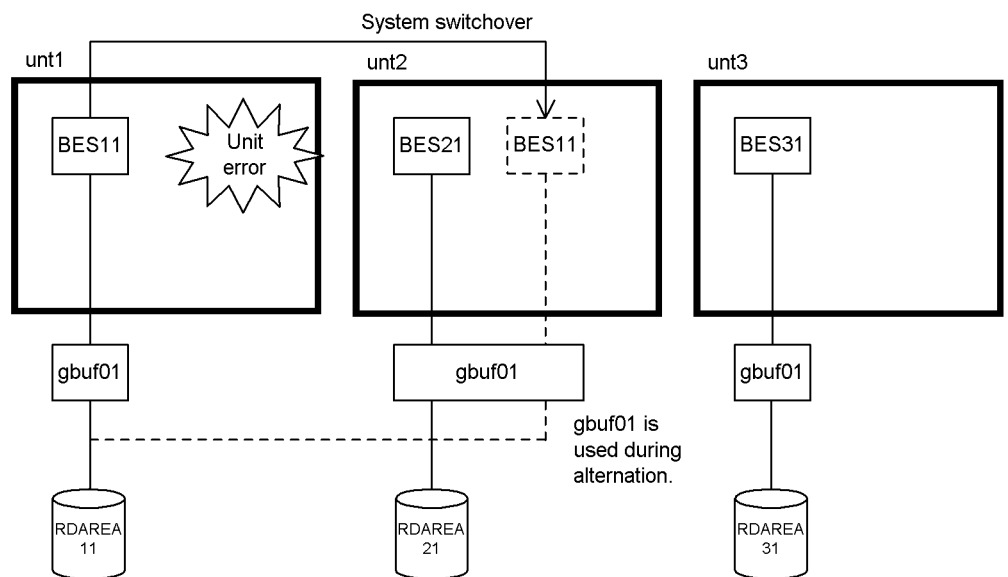 System switchover
unt1
unt2
unt3
BES11
Unit
error
BES21
BES11
BES31
gbuf01
gbuf01
gbuf01
gbuf01 is
used during
alternation.
RDAREA
11
RDAREA
21
RDAREA
31